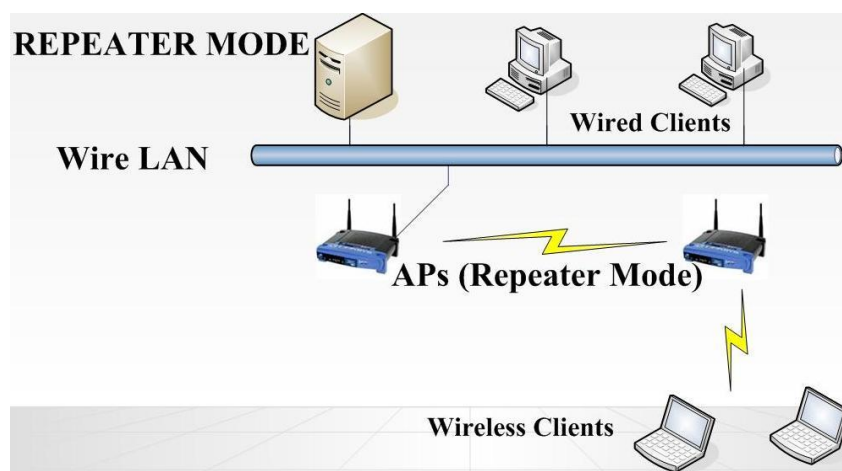 REPEATER MODE
Wired Clients
Wire LAN
APs (Repeater Mode)
Wireless Clients